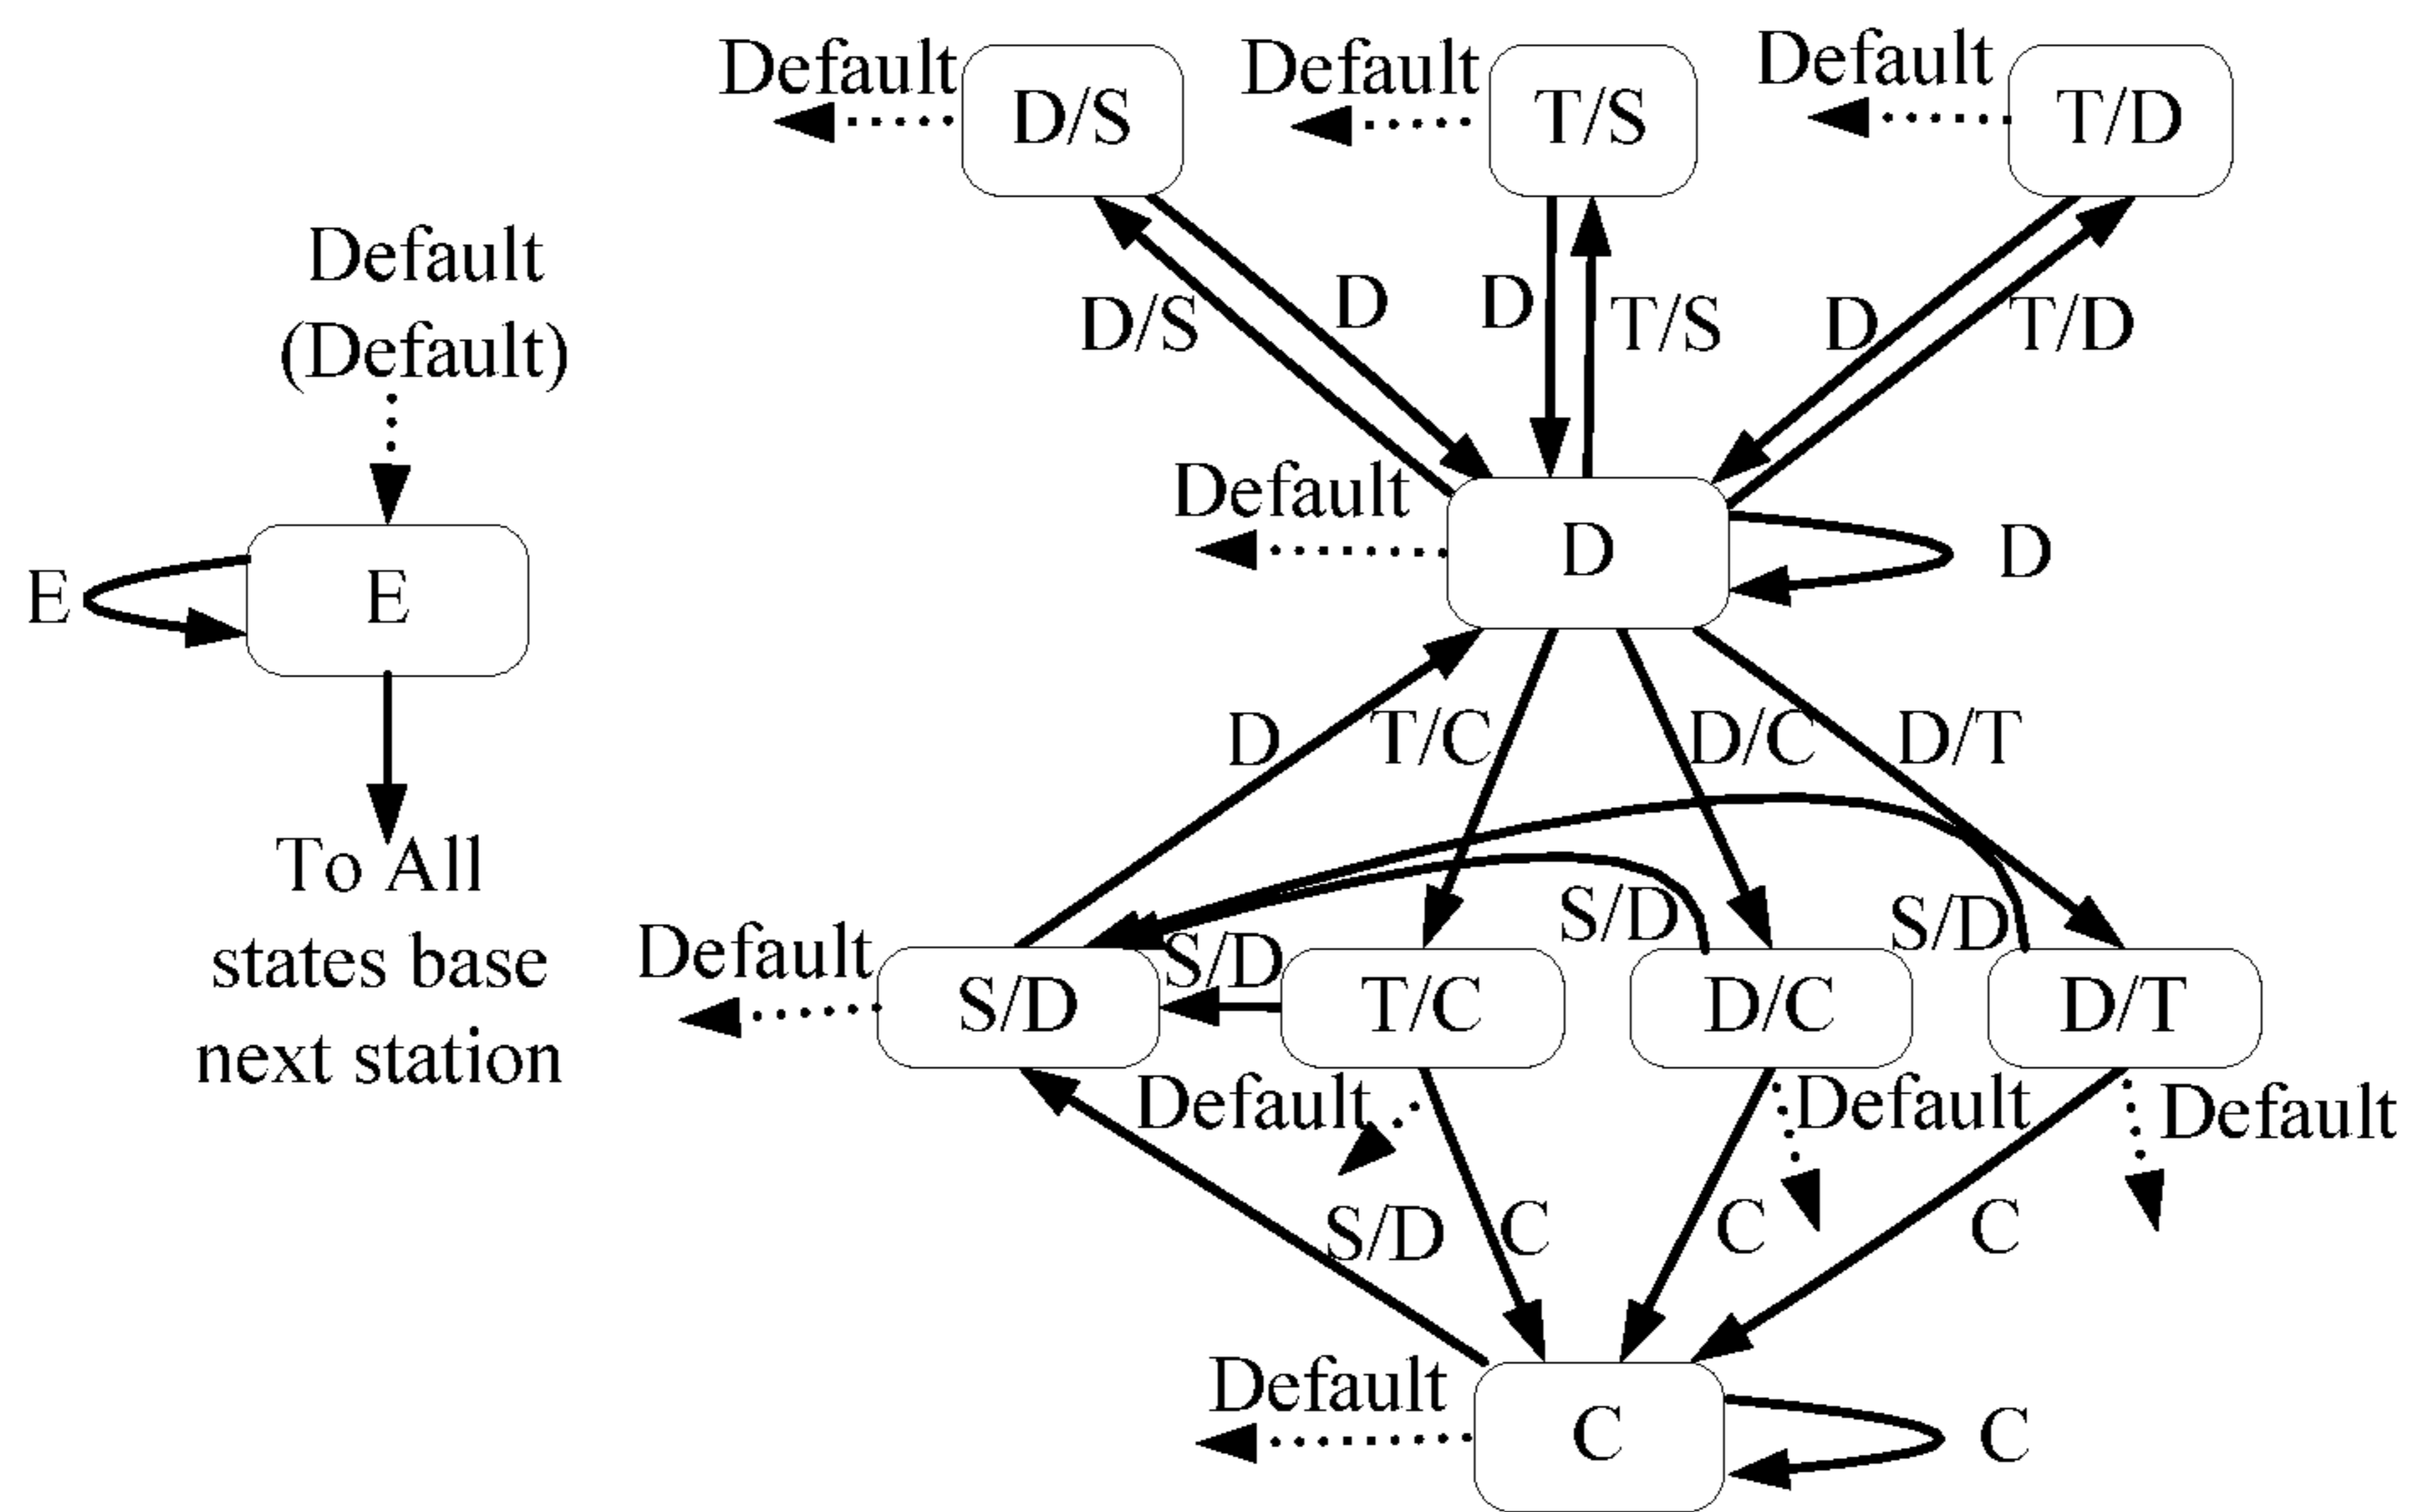 Default
D/S
Default
T/S
Default
T/D
Default
(Default)
D/S
D
D
T/S
D
T/D
Default
D
D
E
E
D
T/C
D/C
D/T
To All
states base
next station
S/D
S/D
S/D
Default
S/D
T/C
D/C
D/T
Default
Default
Default
S/D
C
C
C
Default
C
C